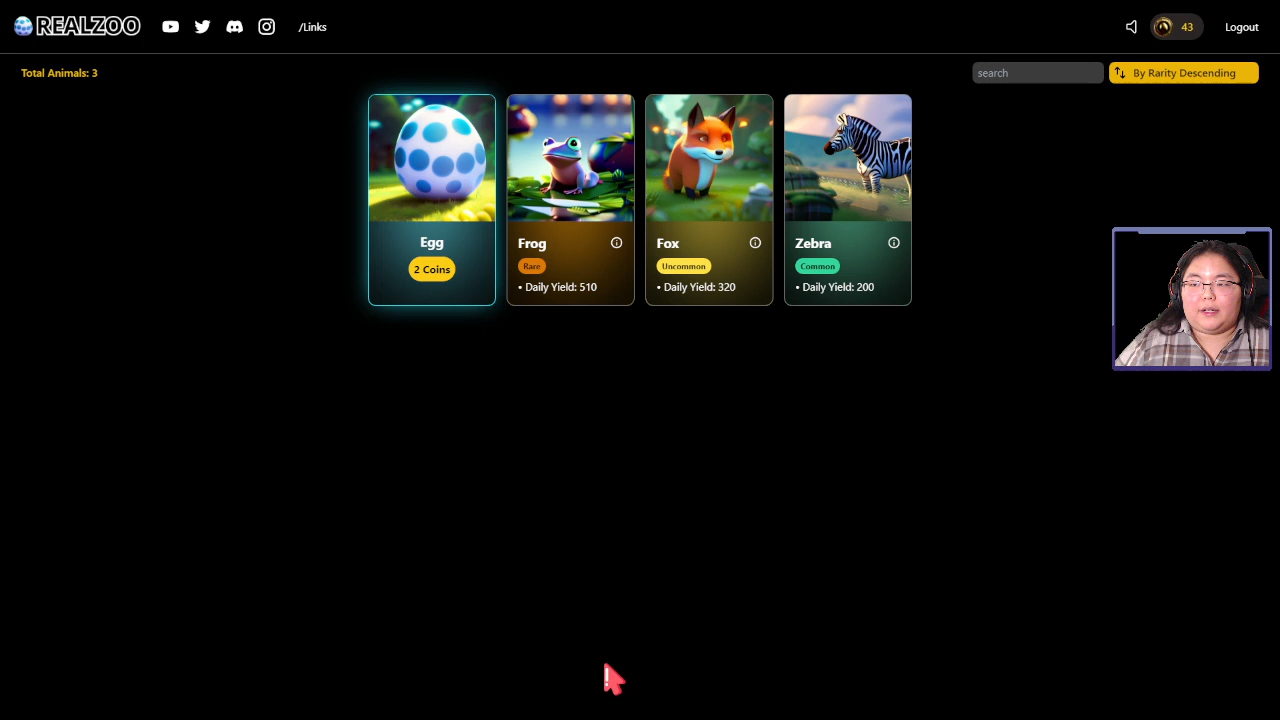 REALZOO
/Links
43
Logout
Total Animals: 3
search
By Rarity Descending
Egg
2 Coins
Frog
Rare
• Daily Yield: 510
Fox
Uncommon
• Daily Yield: 320
Zebra
Common
• Daily Yield: 200